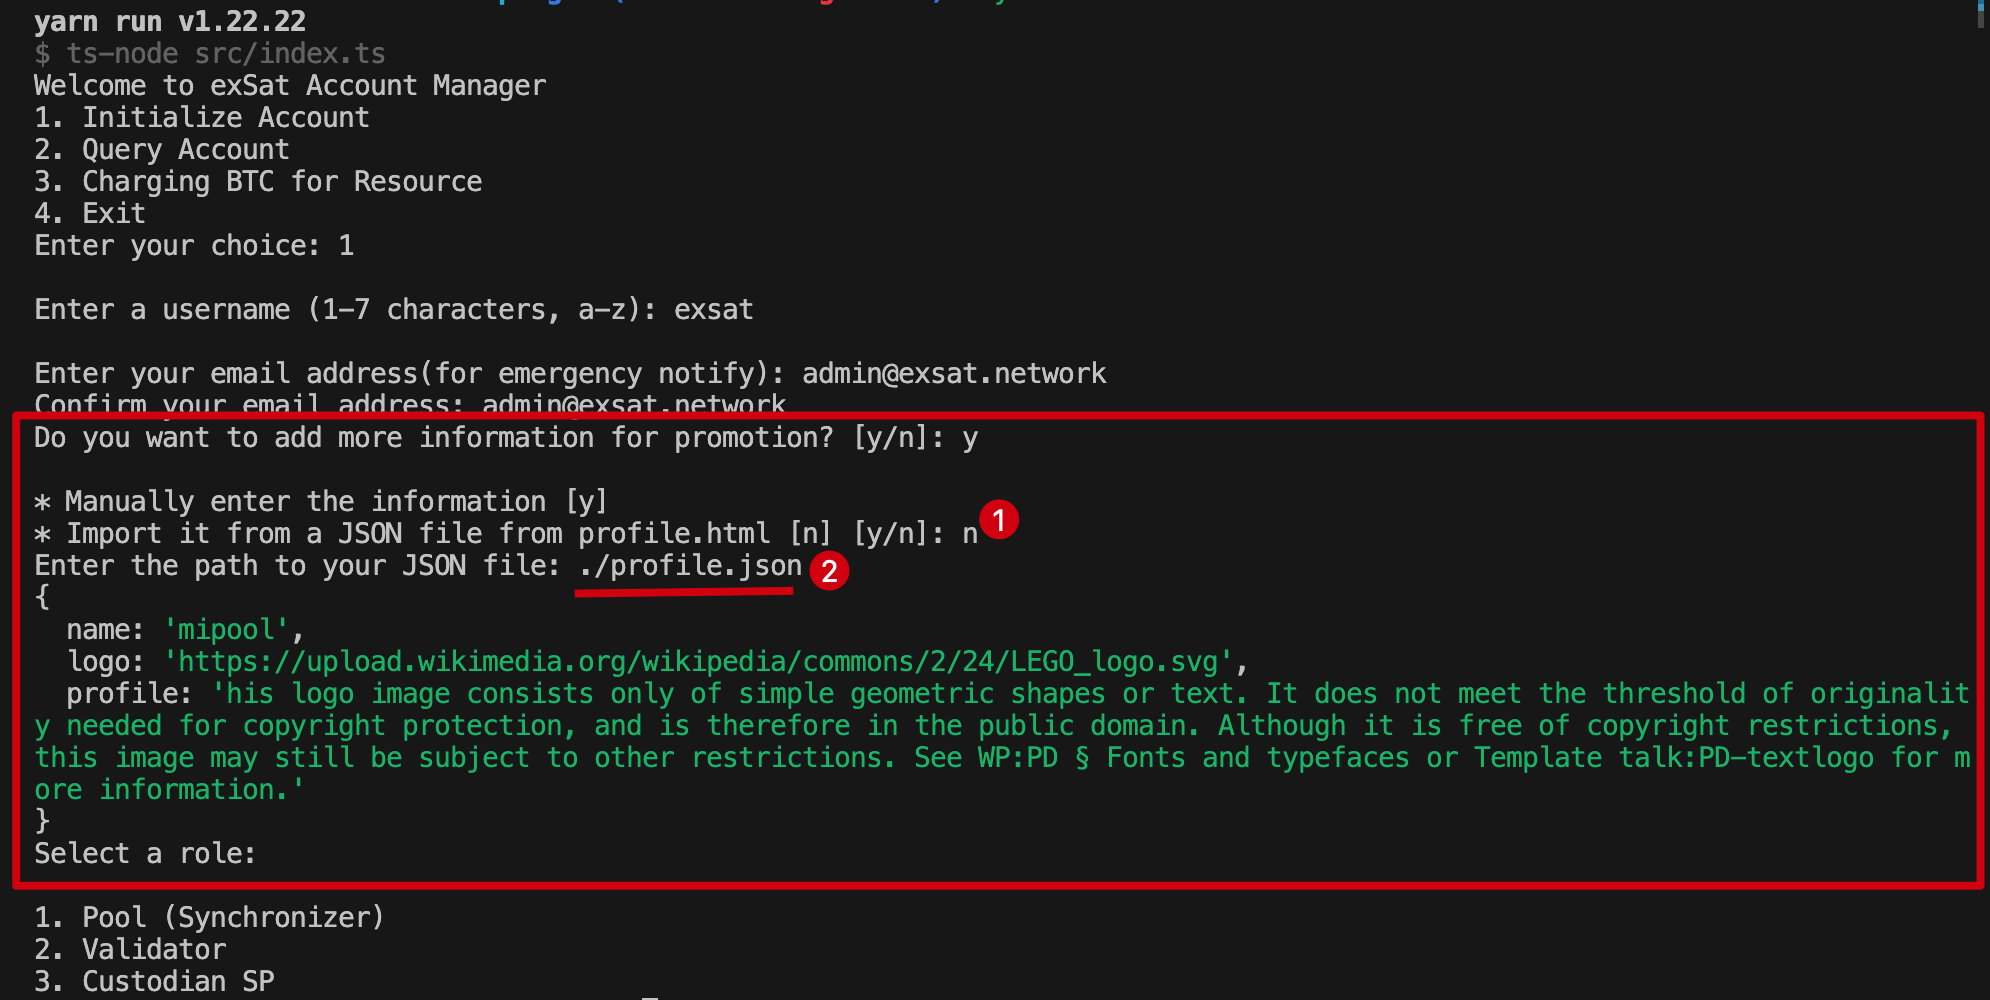 yarn run v1.22.22
$ ts-node src/index.ts
Welcome to exSat Account Manager
1. Initialize Account
2. Query Account
3. Charging BTC for Resource
4. Exit
Enter your choice: 1
Enter a username (1-7 characters, a-z): exsat
Enter your email address(for emergency notify): admin@exsat.network
Confirm your email address: admin@exsat.network
Do you want to add more information for promotion? [y/n]: y
* Manually enter the information [y]
* Import it from a JSON file from profile.html [n] [y/n]: n 1
Enter the path to your JSON file: ./profile.json 2
{
name: 'mipool',
logo: 'https://upload.wikimedia.org/wikipedia/commons/2/24/LEGO_logo.svg',
profile: 'his logo image consists only of simple geometric shapes or text. It does not meet the threshold of originalit
y needed for copyright protection, and is therefore in the public domain. Although it is free of copyright restrictions,
this image may still be subject to other restrictions. See WP:PD § Fonts and typefaces or Template talk:PD-textlogo for m
ore information.'
}
Select a role:
1. Pool (Synchronizer)
2. Validator
3. Custodian SP